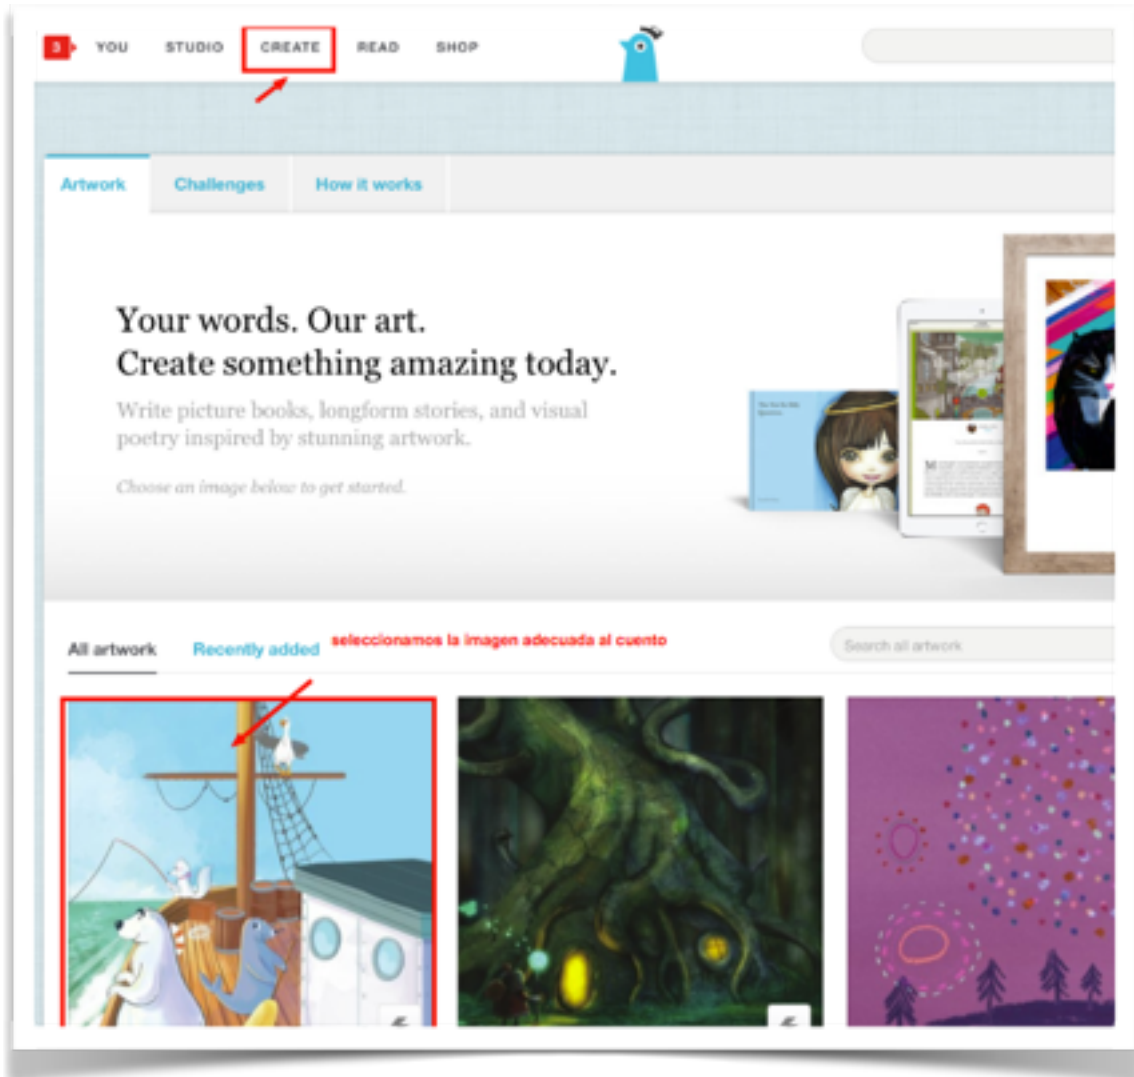 3 YOU STUDIO CREATE READ SHOP
Artwork Challenges How it works
Your words. Our art.
Create something amazing today.
Write picture books, longform stories, and visual
poetry inspired by stunning artwork.
Choose an image below to get started.
All artwork Recently added seleccionamos la imagen adecuada al cuento Search all artwork